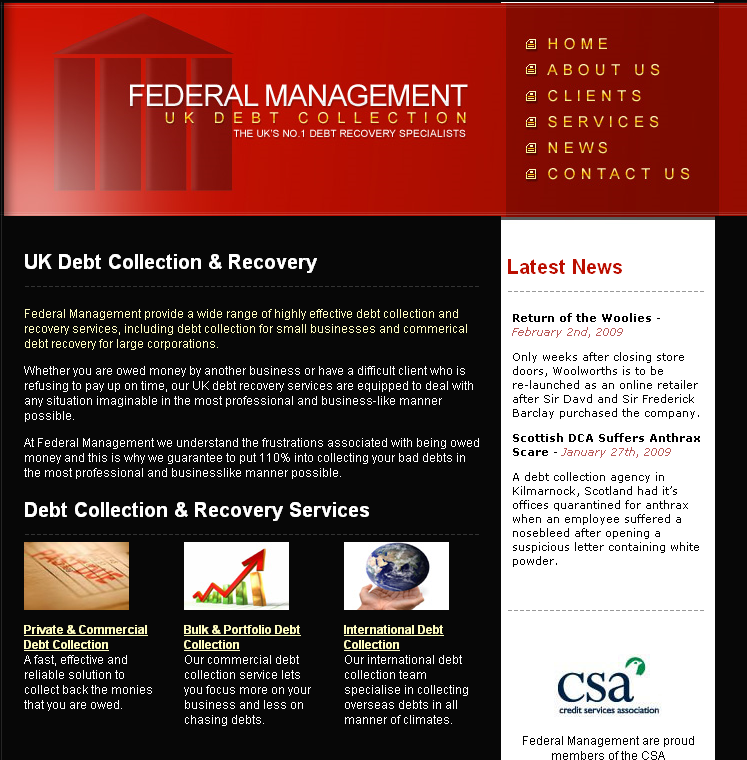 FEDERAL MANAGEMENT
UK DEBT COLLECTION
THE UK'S NO.1 DEBT RECOVERY SPECIALISTS
HOME
ABOUT US
CLIENTS
SERVICES
NEWS
CONTACT US
UK Debt Collection & Recovery
Federal Management provide a wide range of highly effective debt collection and
recovery services, including debt collection for small businesses and commerical
debt recovery for large corporations.
Whether you are owed money by another business or have a difficult client who is
refusing to pay up on time, our UK debt recovery services are equipped to deal with
any situation imaginable in the most professional and business-like manner
possible.
At Federal Management we understand the frustrations associated with being owed
money and this is why we guarantee to put 110% into collecting your bad debts in
the most professional and businesslike manner possible.
Debt Collection & Recovery Services
PAST DUE
Private & Commercial
Debt Collection
A fast, effective and
reliable solution to
collect back the monies
that you are owed.
Bulk & Portfolio Debt
Collection
Our commercial debt
collection service lets
you focus more on your
business and less on
chasing debts.
International Debt
Collection
Our international debt
collection team
specialise in collecting
overseas debts in all
manner of climates.
Latest News
Return of the Woolies -
February 2nd, 2009
Only weeks after closing store
doors, Woolworths is to be
re-launched as an online retailer
after Sir Davd and Sir Frederick
Barclay purchased the company.
Scottish DCA Suffers Anthrax
Scare - January 27th, 2009
A debt collection agency in
Kilmarnock, Scotland had it's
offices quarantined for anthrax
when an employee suffered a
nosebleed after opening a
suspicious letter containing white
powder.
csa
credit services association
Federal Management are proud
members of the CSA